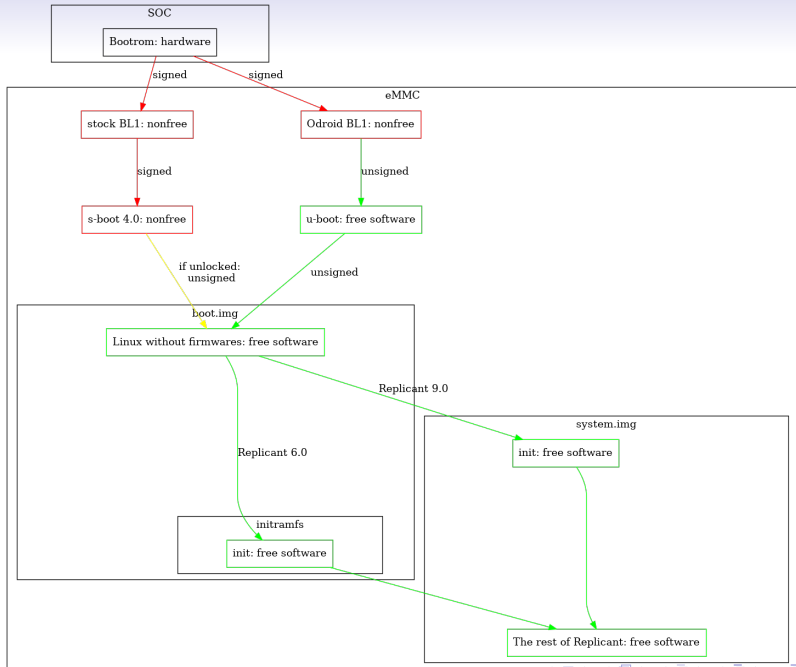 SOC
Bootrom: hardware
signed
signed
eMMC
stock BL1: nonfree
Odroid BL1: nonfree
signed
unsigned
s-boot 4.0: nonfree
u-boot: free software
if unlocked:
unsigned
unsigned
boot.img
Linux without firmwares: free software
Replicant 9.0
system.img
init: free software
Replicant 6.0
initramfs
init: free software
The rest of Replicant: free software